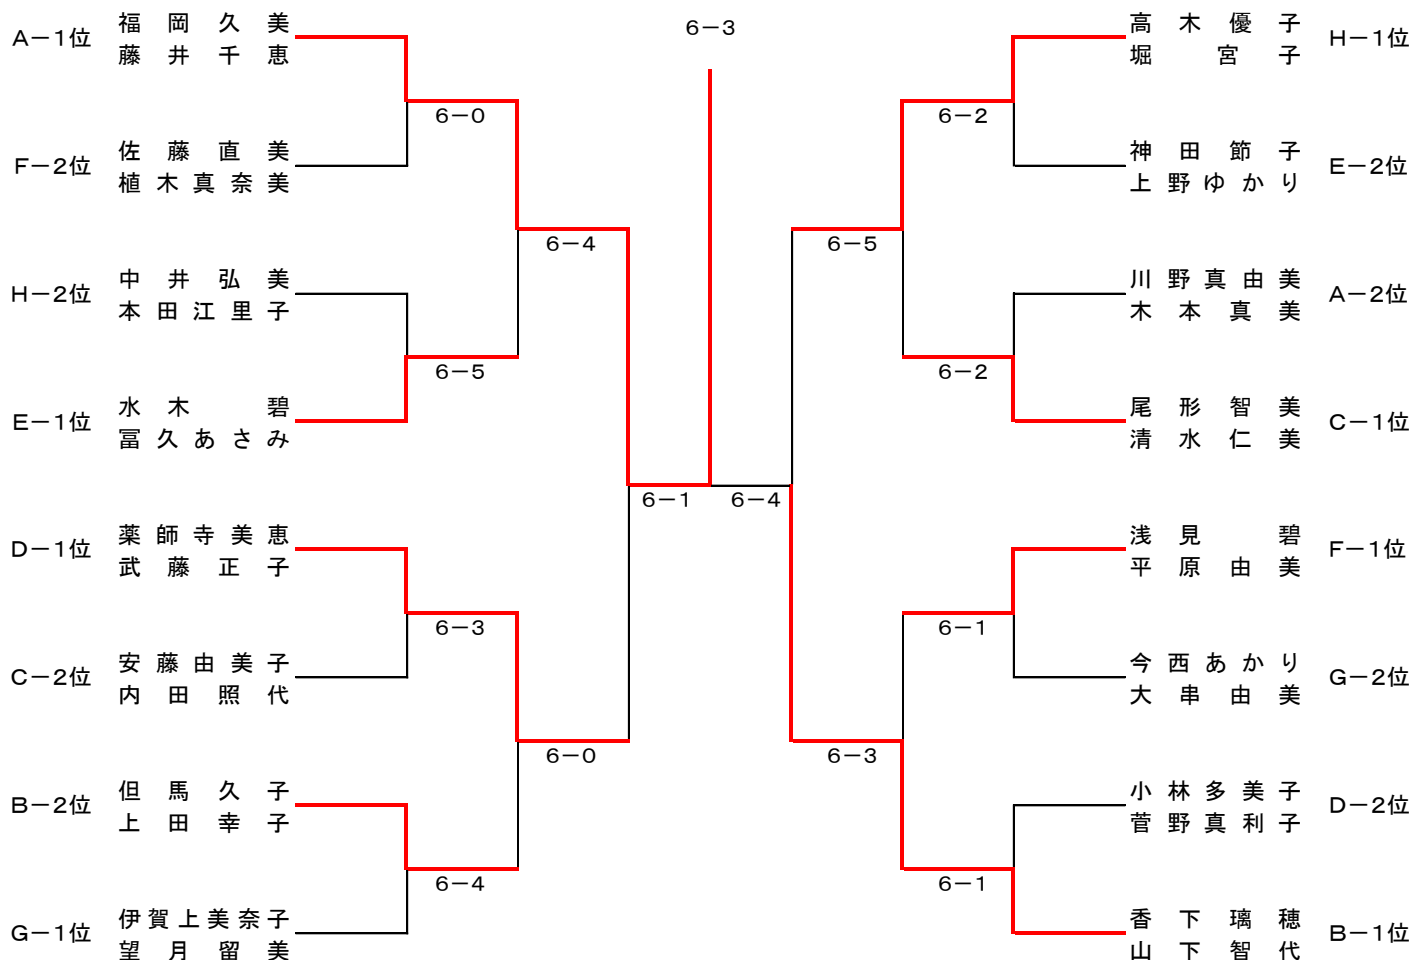 6－3
A－1位 福岡久美
藤井千恵
6－0
F－2位 佐藤直美
植木真奈美
6－4
H－2位 中井弘美
本田江里子
6－5
E－1位 水木碧
冨久あさみ
6－1
D－1位 薬師寺美恵
武藤正子
6－3
C－2位 安藤由美子
内田照代
6－0
B－2位 但馬久子
上田幸子
6－4
G－1位 伊賀上美奈子
望月留美
高木優子 H－1位
堀宮子
6－2
神田節子 E－2位
上野ゆかり
6－5
川野真由美 A－2位
木本真美
6－2
尾形智美 C－1位
清水仁美
6－4
浅見碧 F－1位
平原由美
6－1
今西あかり G－2位
大串由美
6－3
小林多美子 D－2位
菅野真利子
6－1
香下璃穂 B－1位
山下智代